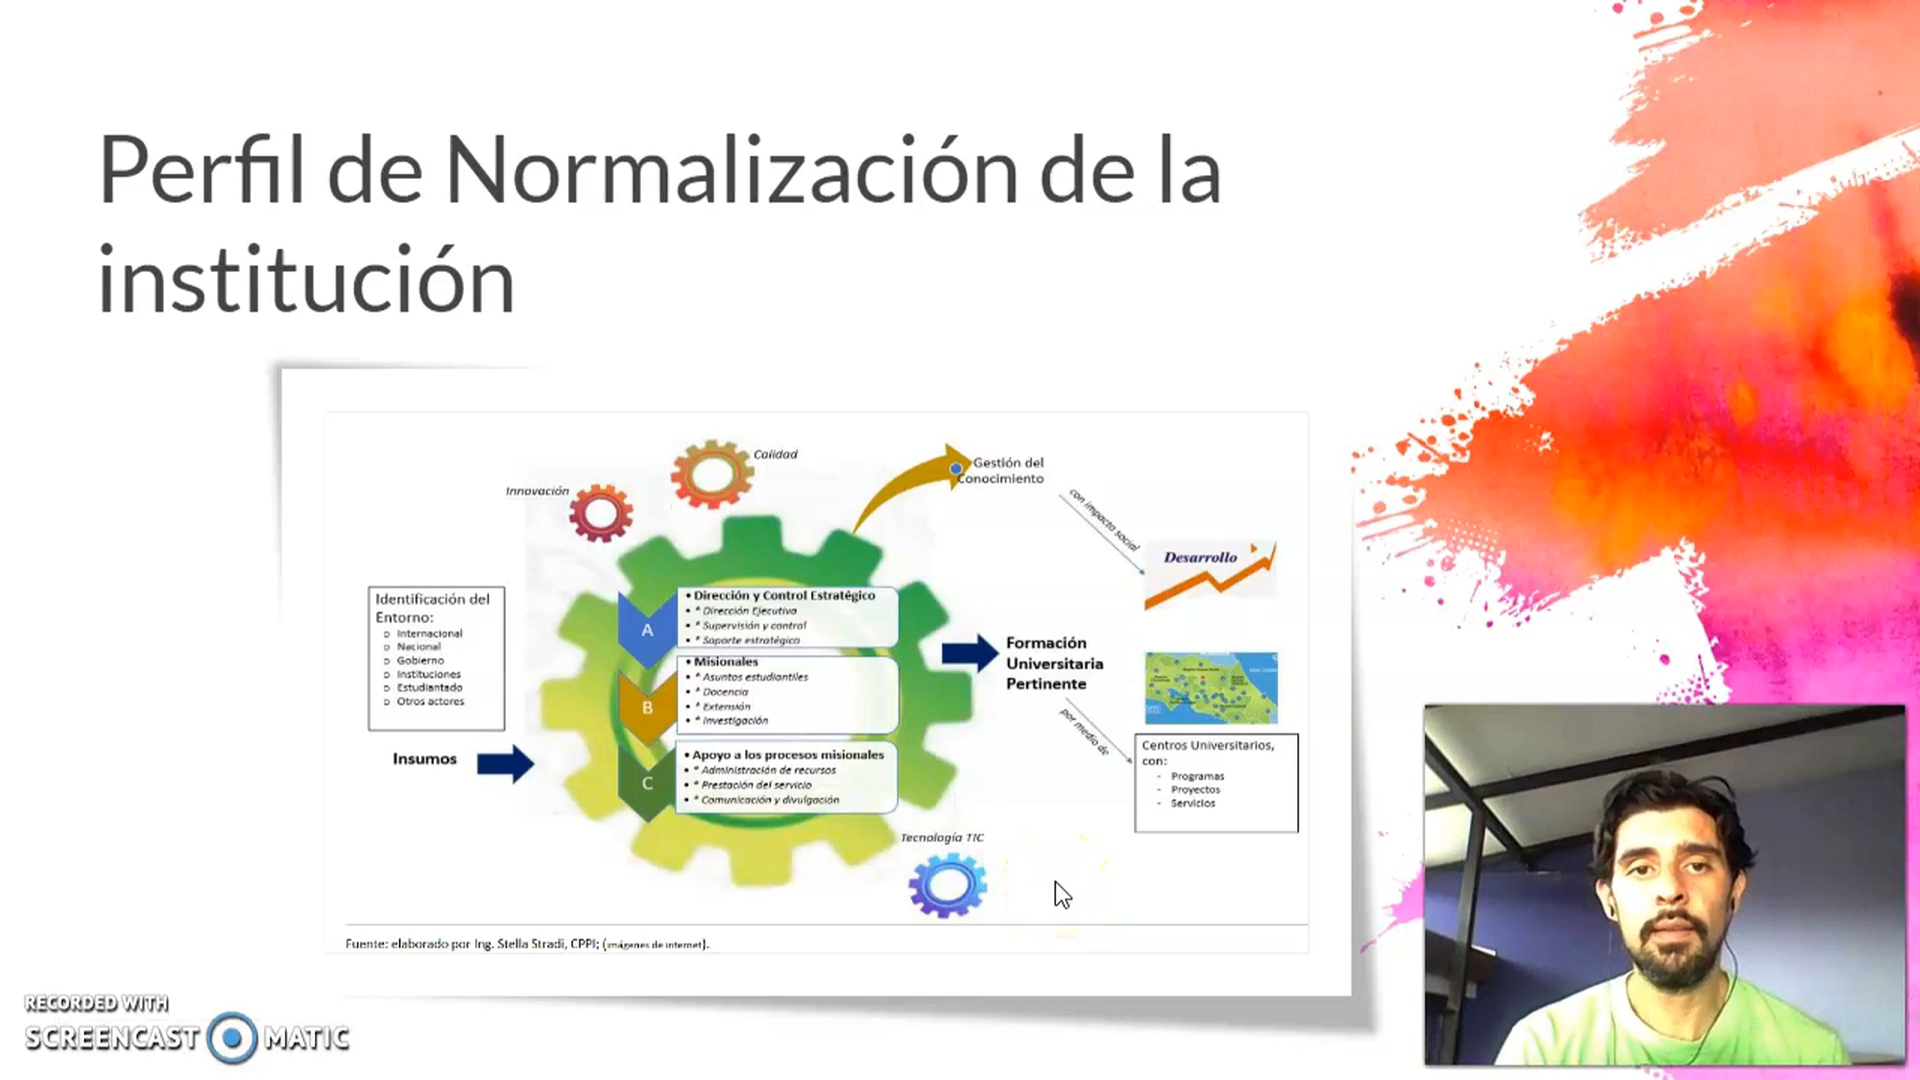 Perfil de Normalización de la
institución
Calidad
Innovación
Gestión del
Conocimiento
con impacto social
Desarrollo
Identificación del
Entorno:
Internacional
Nacional
Gobierno
Instituciones
Estudiantado
Otros actores
Insumos
A
• Dirección y Control Estratégico
• * Dirección Ejecutiva
• * Supervisión y control
• * Soporte estratégico
B
• Misionales
• * Asuntos estudiantiles
• * Docencia
• * Extensión
• * Investigación
C
• Apoyo a los procesos misionales
• * Administración de recursos
• * Prestación del servicio
• * Comunicación y divulgación
Formación
Universitaria
Pertinente
por medio de
Centros Universitarios,
con:
- Programas
- Proyectos
- Servicios
Tecnología TIC
Fuente: elaborado por Ing. Stella Stradi, CPPI; (imágenes de internet).
RECORDED WITH
SCREENCAST MATIC